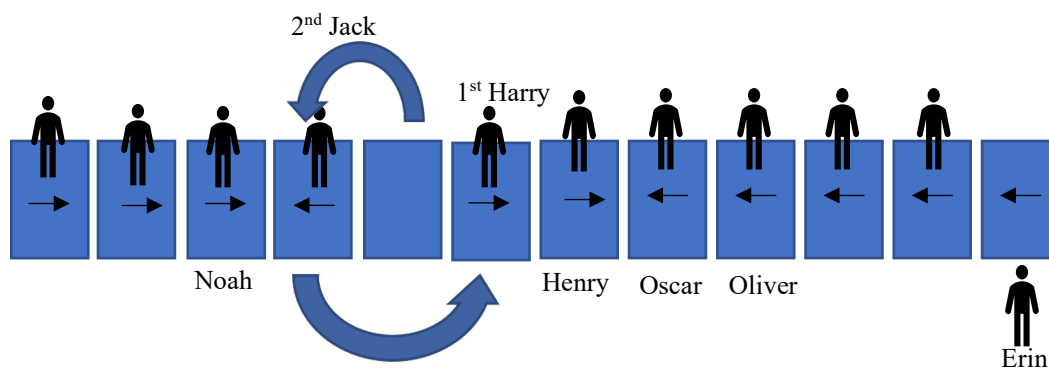 2nd Jack
1st Harry
Noah
Henry
Oscar
Oliver
Erin